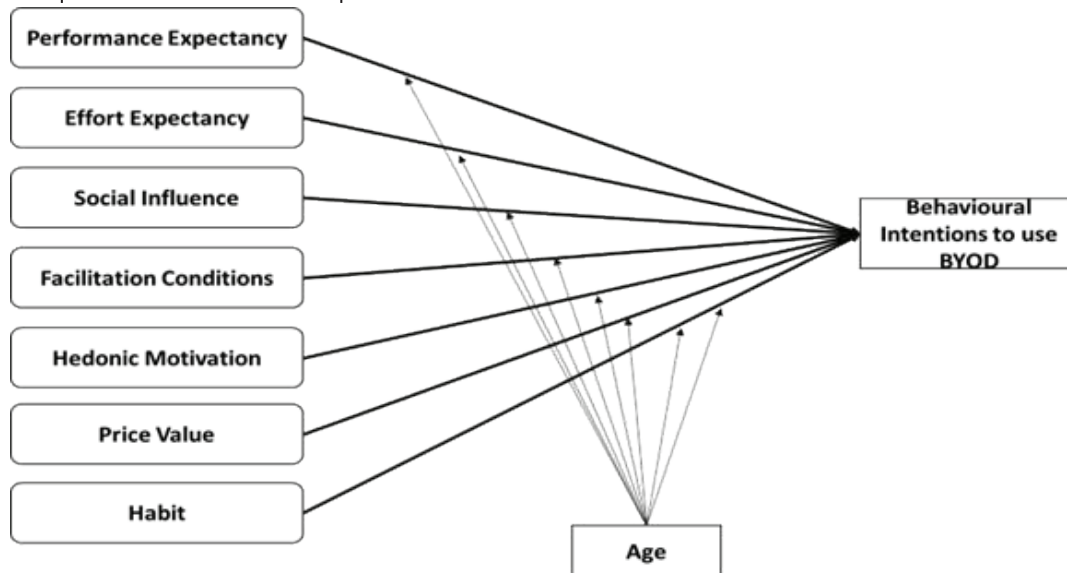 Performance Expectancy
Effort Expectancy
Social Influence
Facilitation Conditions
Hedonic Motivation
Price Value
Habit
Behavioural
Intentions to use
BYOD
Age